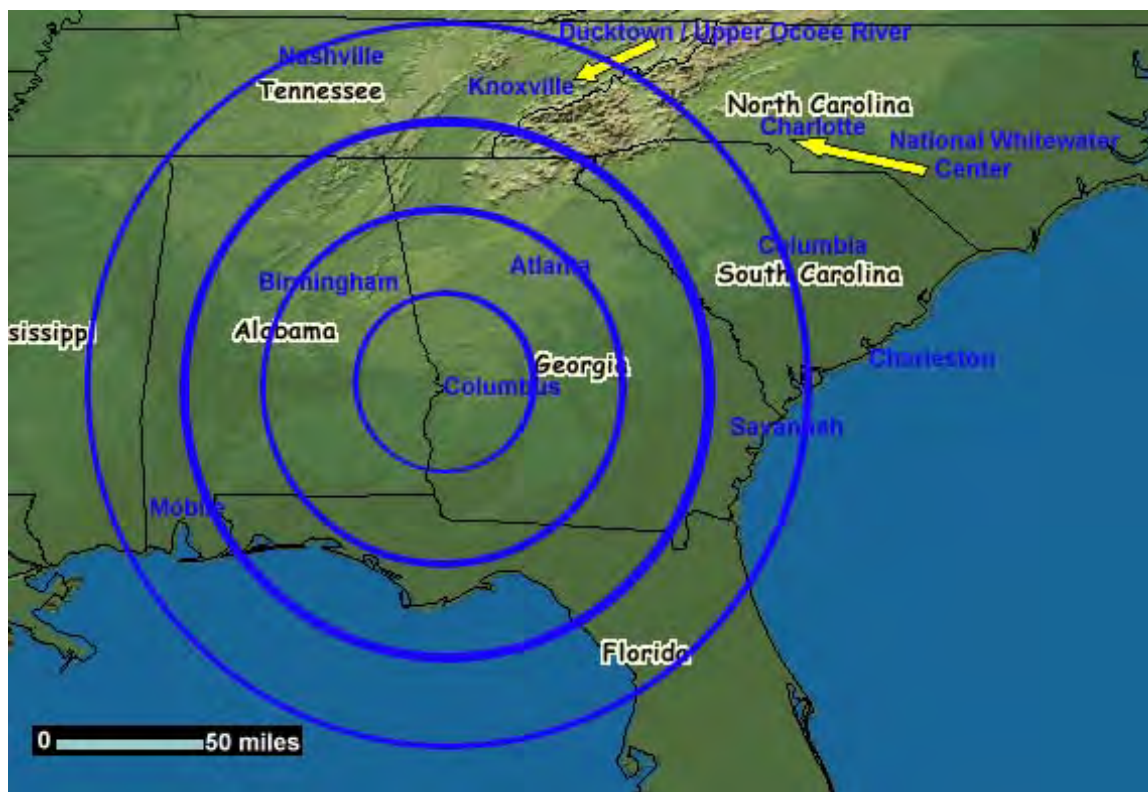 Ducktown / Upper Ocoee River
Nashville
Knoxville
Tennessee
North Carolina
Charlotte
National Whitewater
Center
Columbia
Atlanta
South Carolina
Birmingham
sissippi
Alabama
Georgia
Charleston
Columbus
Savannah
Mobile
Florida
0 50 miles